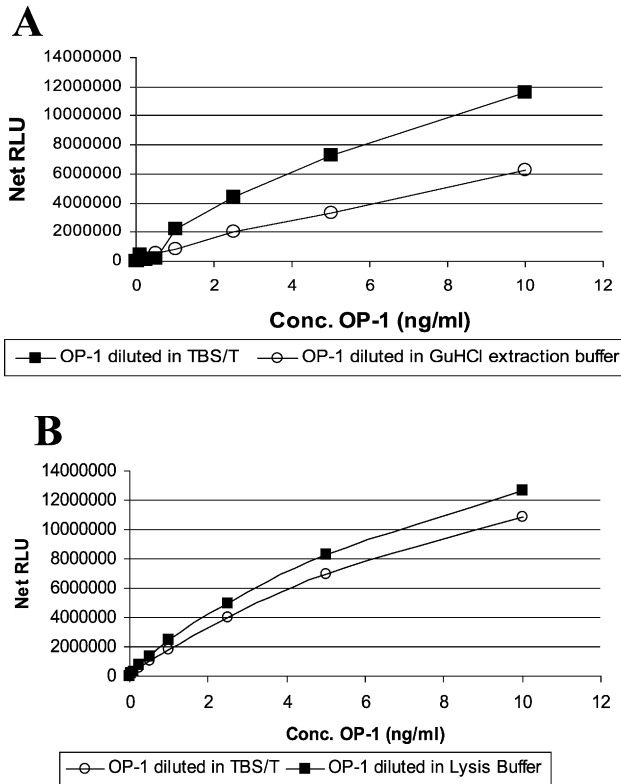 A
14000000
12000000
10000000
8000000
6000000
4000000
2000000
0
Net RLU
0 2 4 6 8 10 12
Conc. OP-1 (ng/ml)
OP-1 diluted in TBS/T OP-1 diluted in GuHCl extraction buffer
B
14000000
12000000
10000000
8000000
6000000
4000000
2000000
0
Net RLU
0 2 4 6 8 10 12
Conc. OP-1 (ng/ml)
OP-1 diluted in TBS/T OP-1 diluted in Lysis Buffer